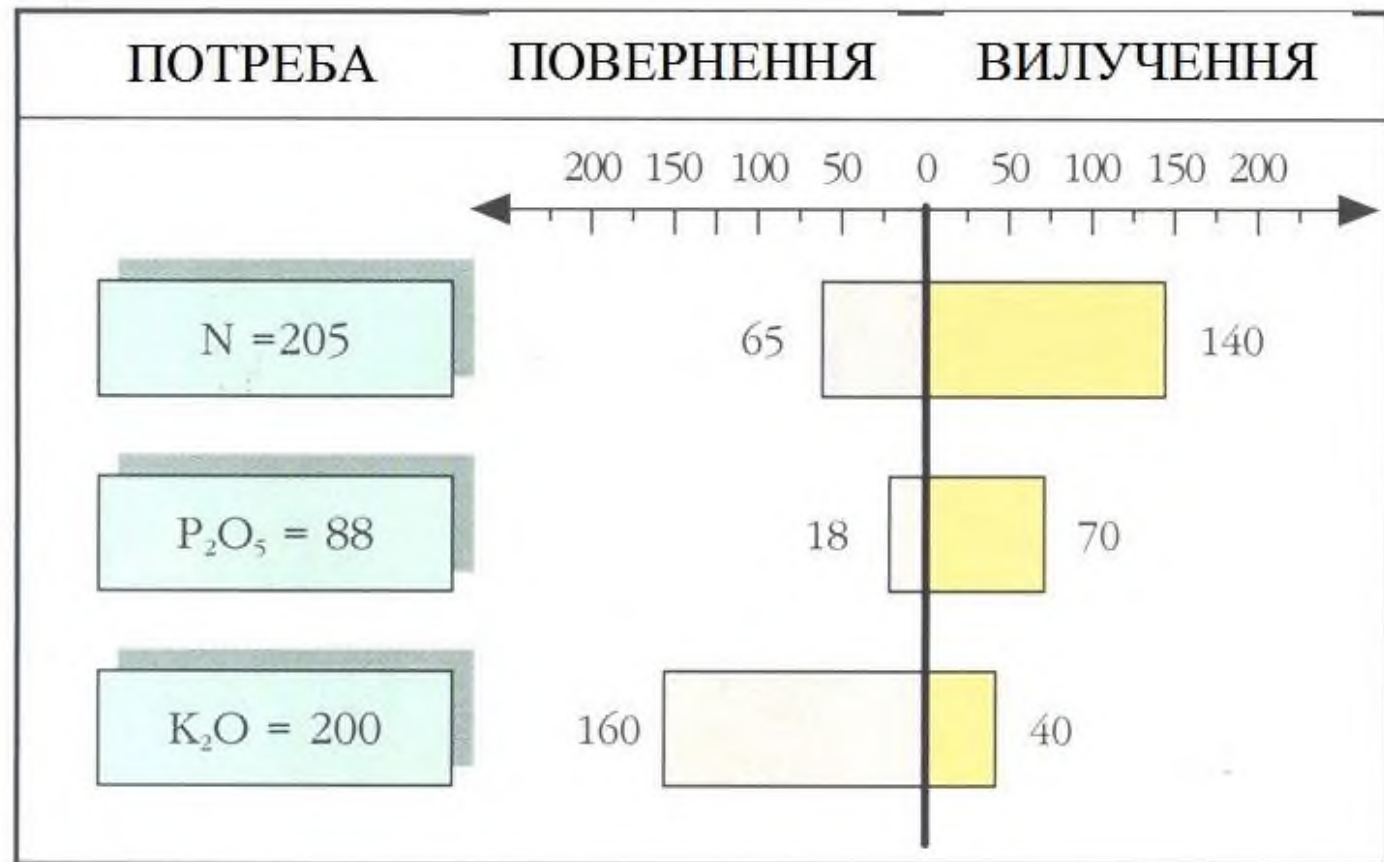 ПОТРЕБА ПОВЕРНЕННЯ ВИЛУЧЕННЯ
200 150 100 50 0 50 100 150 200
N =205 65 140
P₂O₅ = 88 18 70
K₂O = 200 160 40